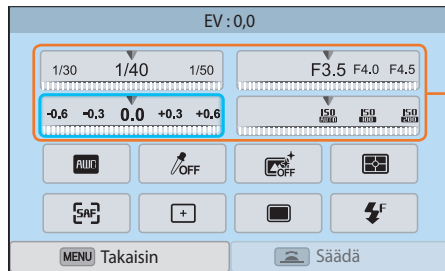 EV : 0,0
1/30 1/40 1/50 F3.5 F4.0 F4.5
-0.6 -0.3 0.0 +0.3 +0.6 ISO AUTO ISO 100 ISO 200
AWC OFF OFF
SAF F
MENU Takaisin Säädä